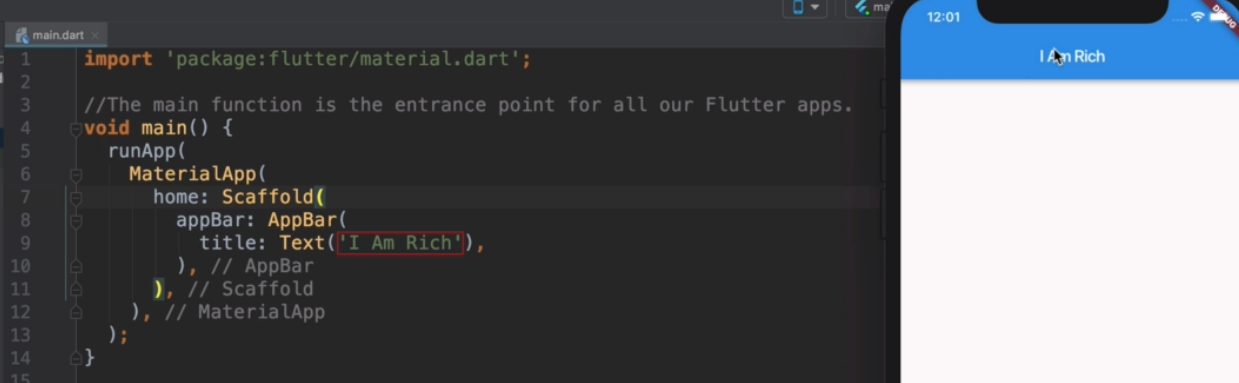 main.dart
1 import 'package:flutter/material.dart';
2
3 //The main function is the entrance point for all our Flutter apps.
4 void main() {
5 runApp(
6 MaterialApp(
7 home: Scaffold(
8 appBar: AppBar(
9 title: Text('I Am Rich'),
10 ), // AppBar
11 ), // Scaffold
12 ), // MaterialApp
13 );
14 }
15
12:01
DEBUG
I Am Rich